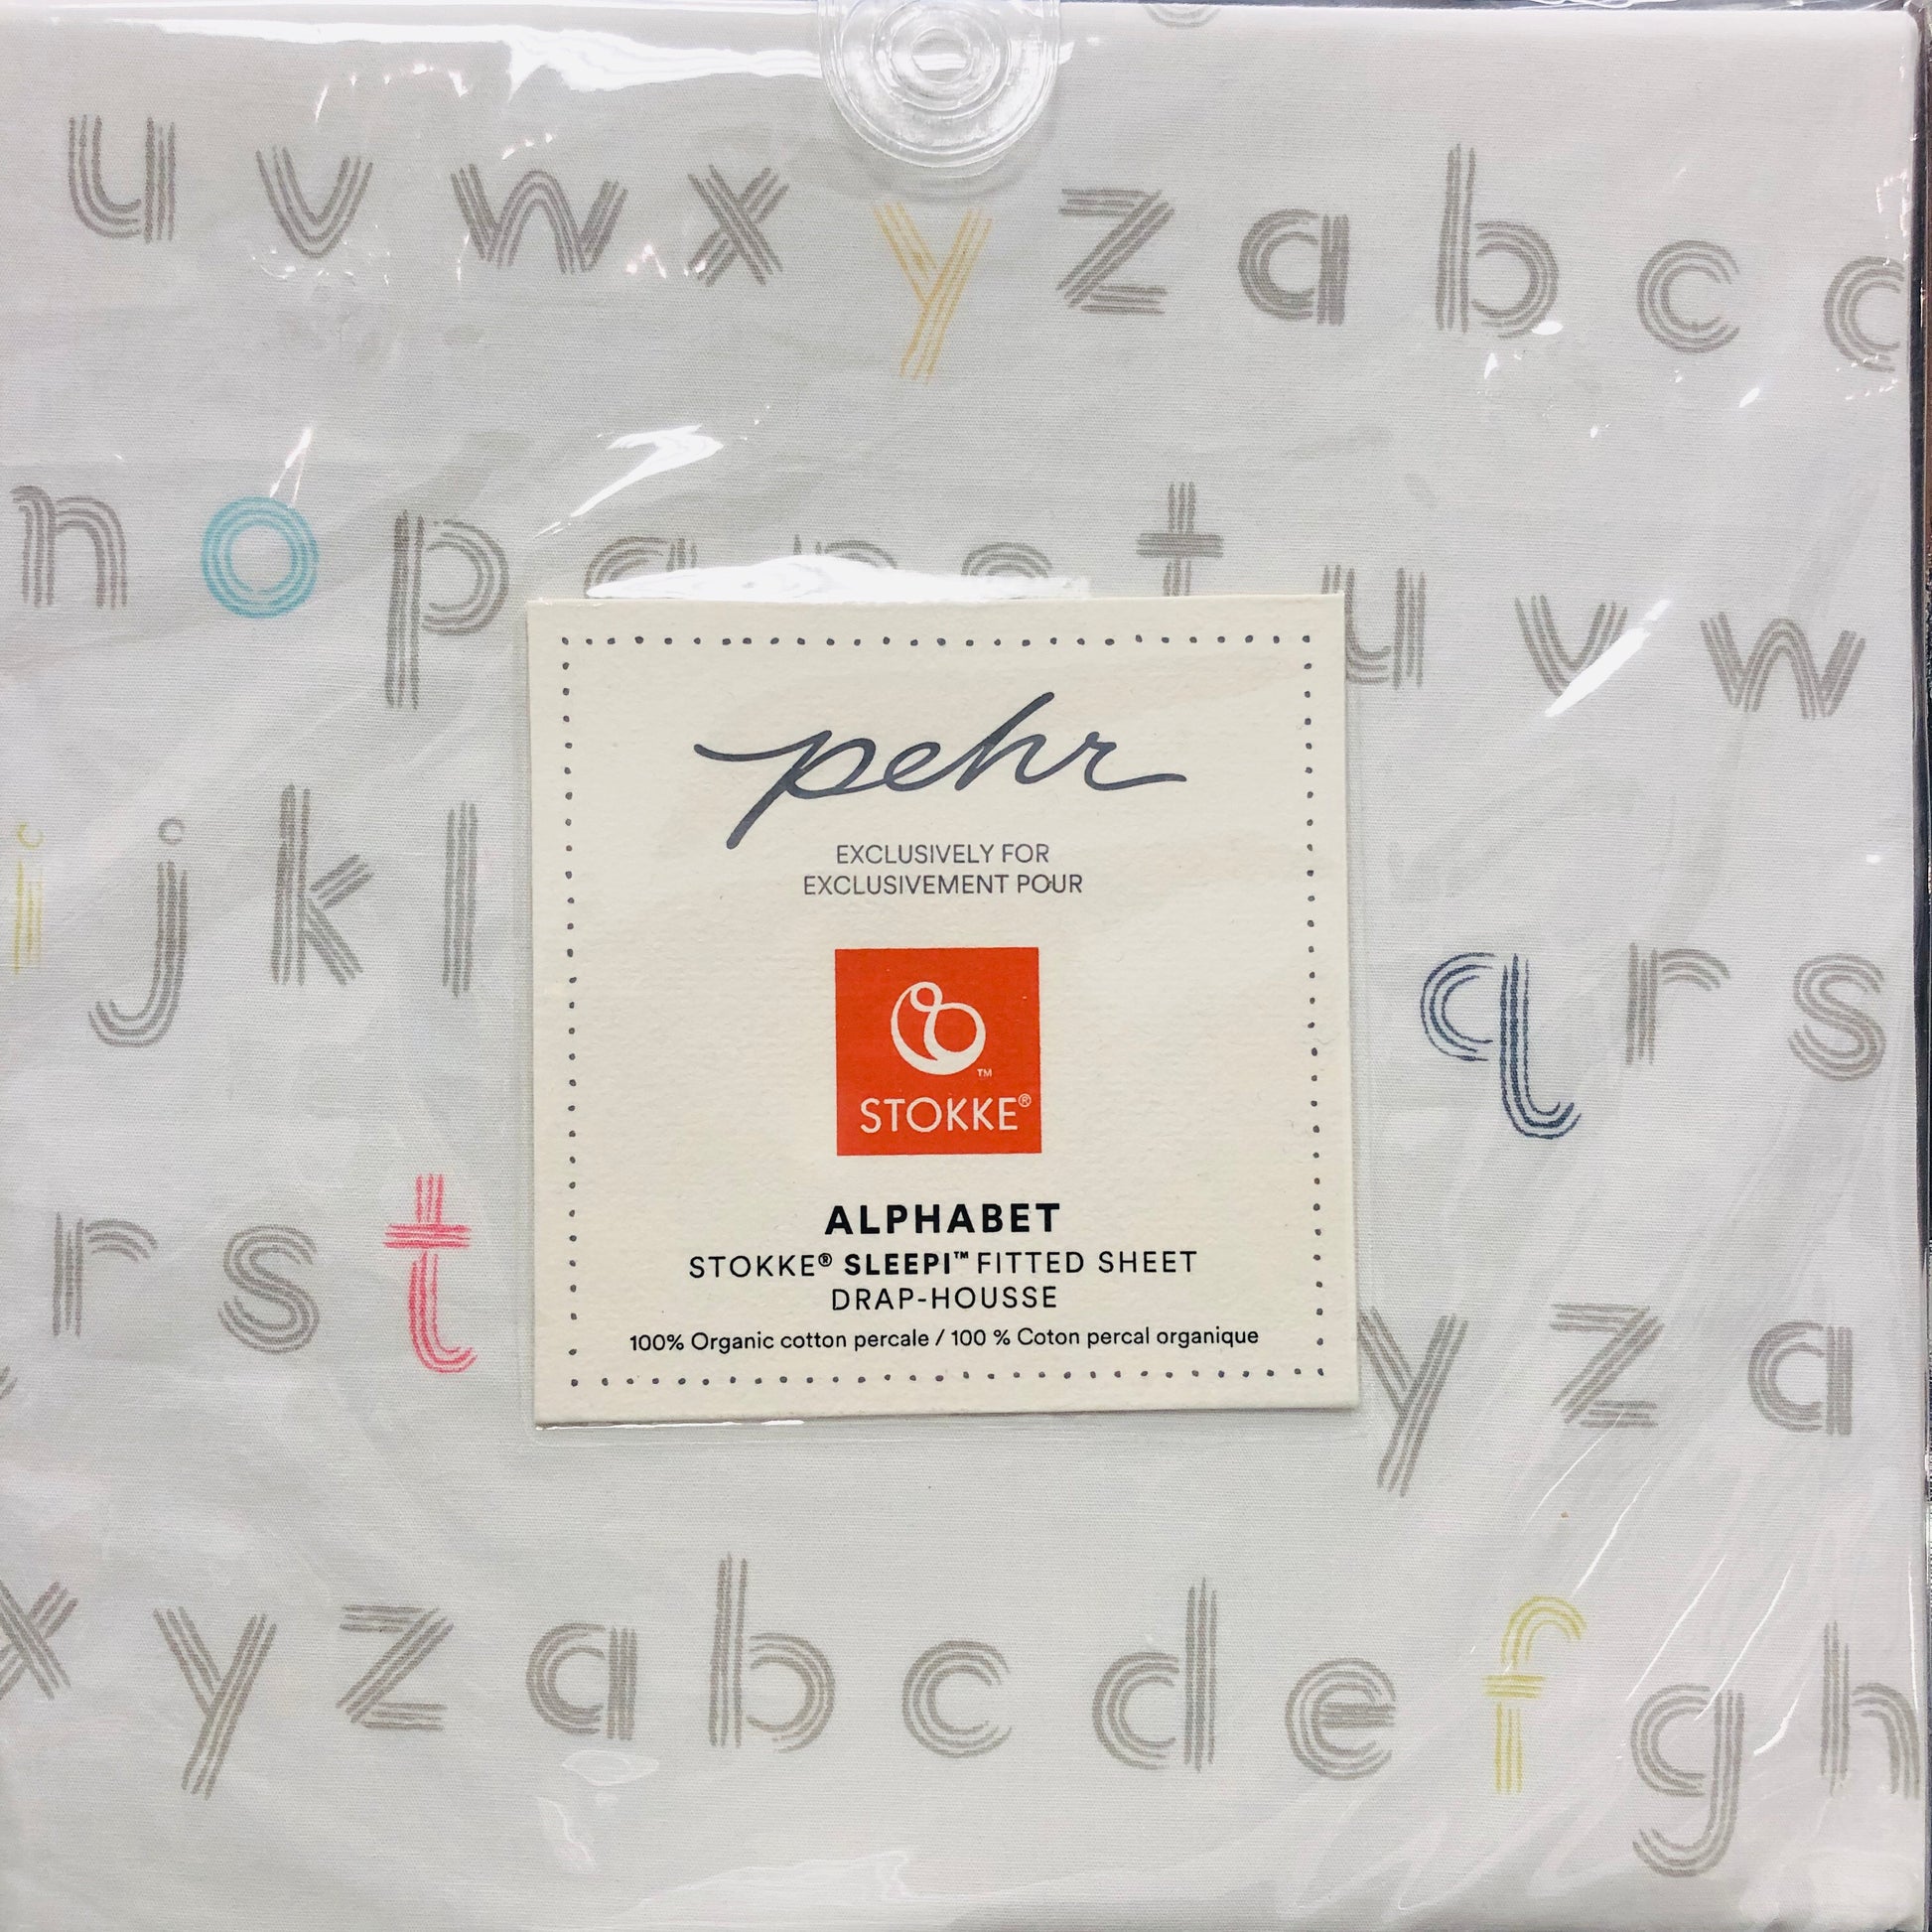 u v w x y z a b c
n o p q r s t u v w
i j k l
q r s
r s t
y z a
x y z a b c d e f g h
pehr
EXCLUSIVELY FOR
EXCLUSIVEMENT POUR
STOKKE®
ALPHABET
STOKKE® SLEEPI™ FITTED SHEET
DRAP-HOUSSE
100% Organic cotton percale / 100 % Coton percal organique